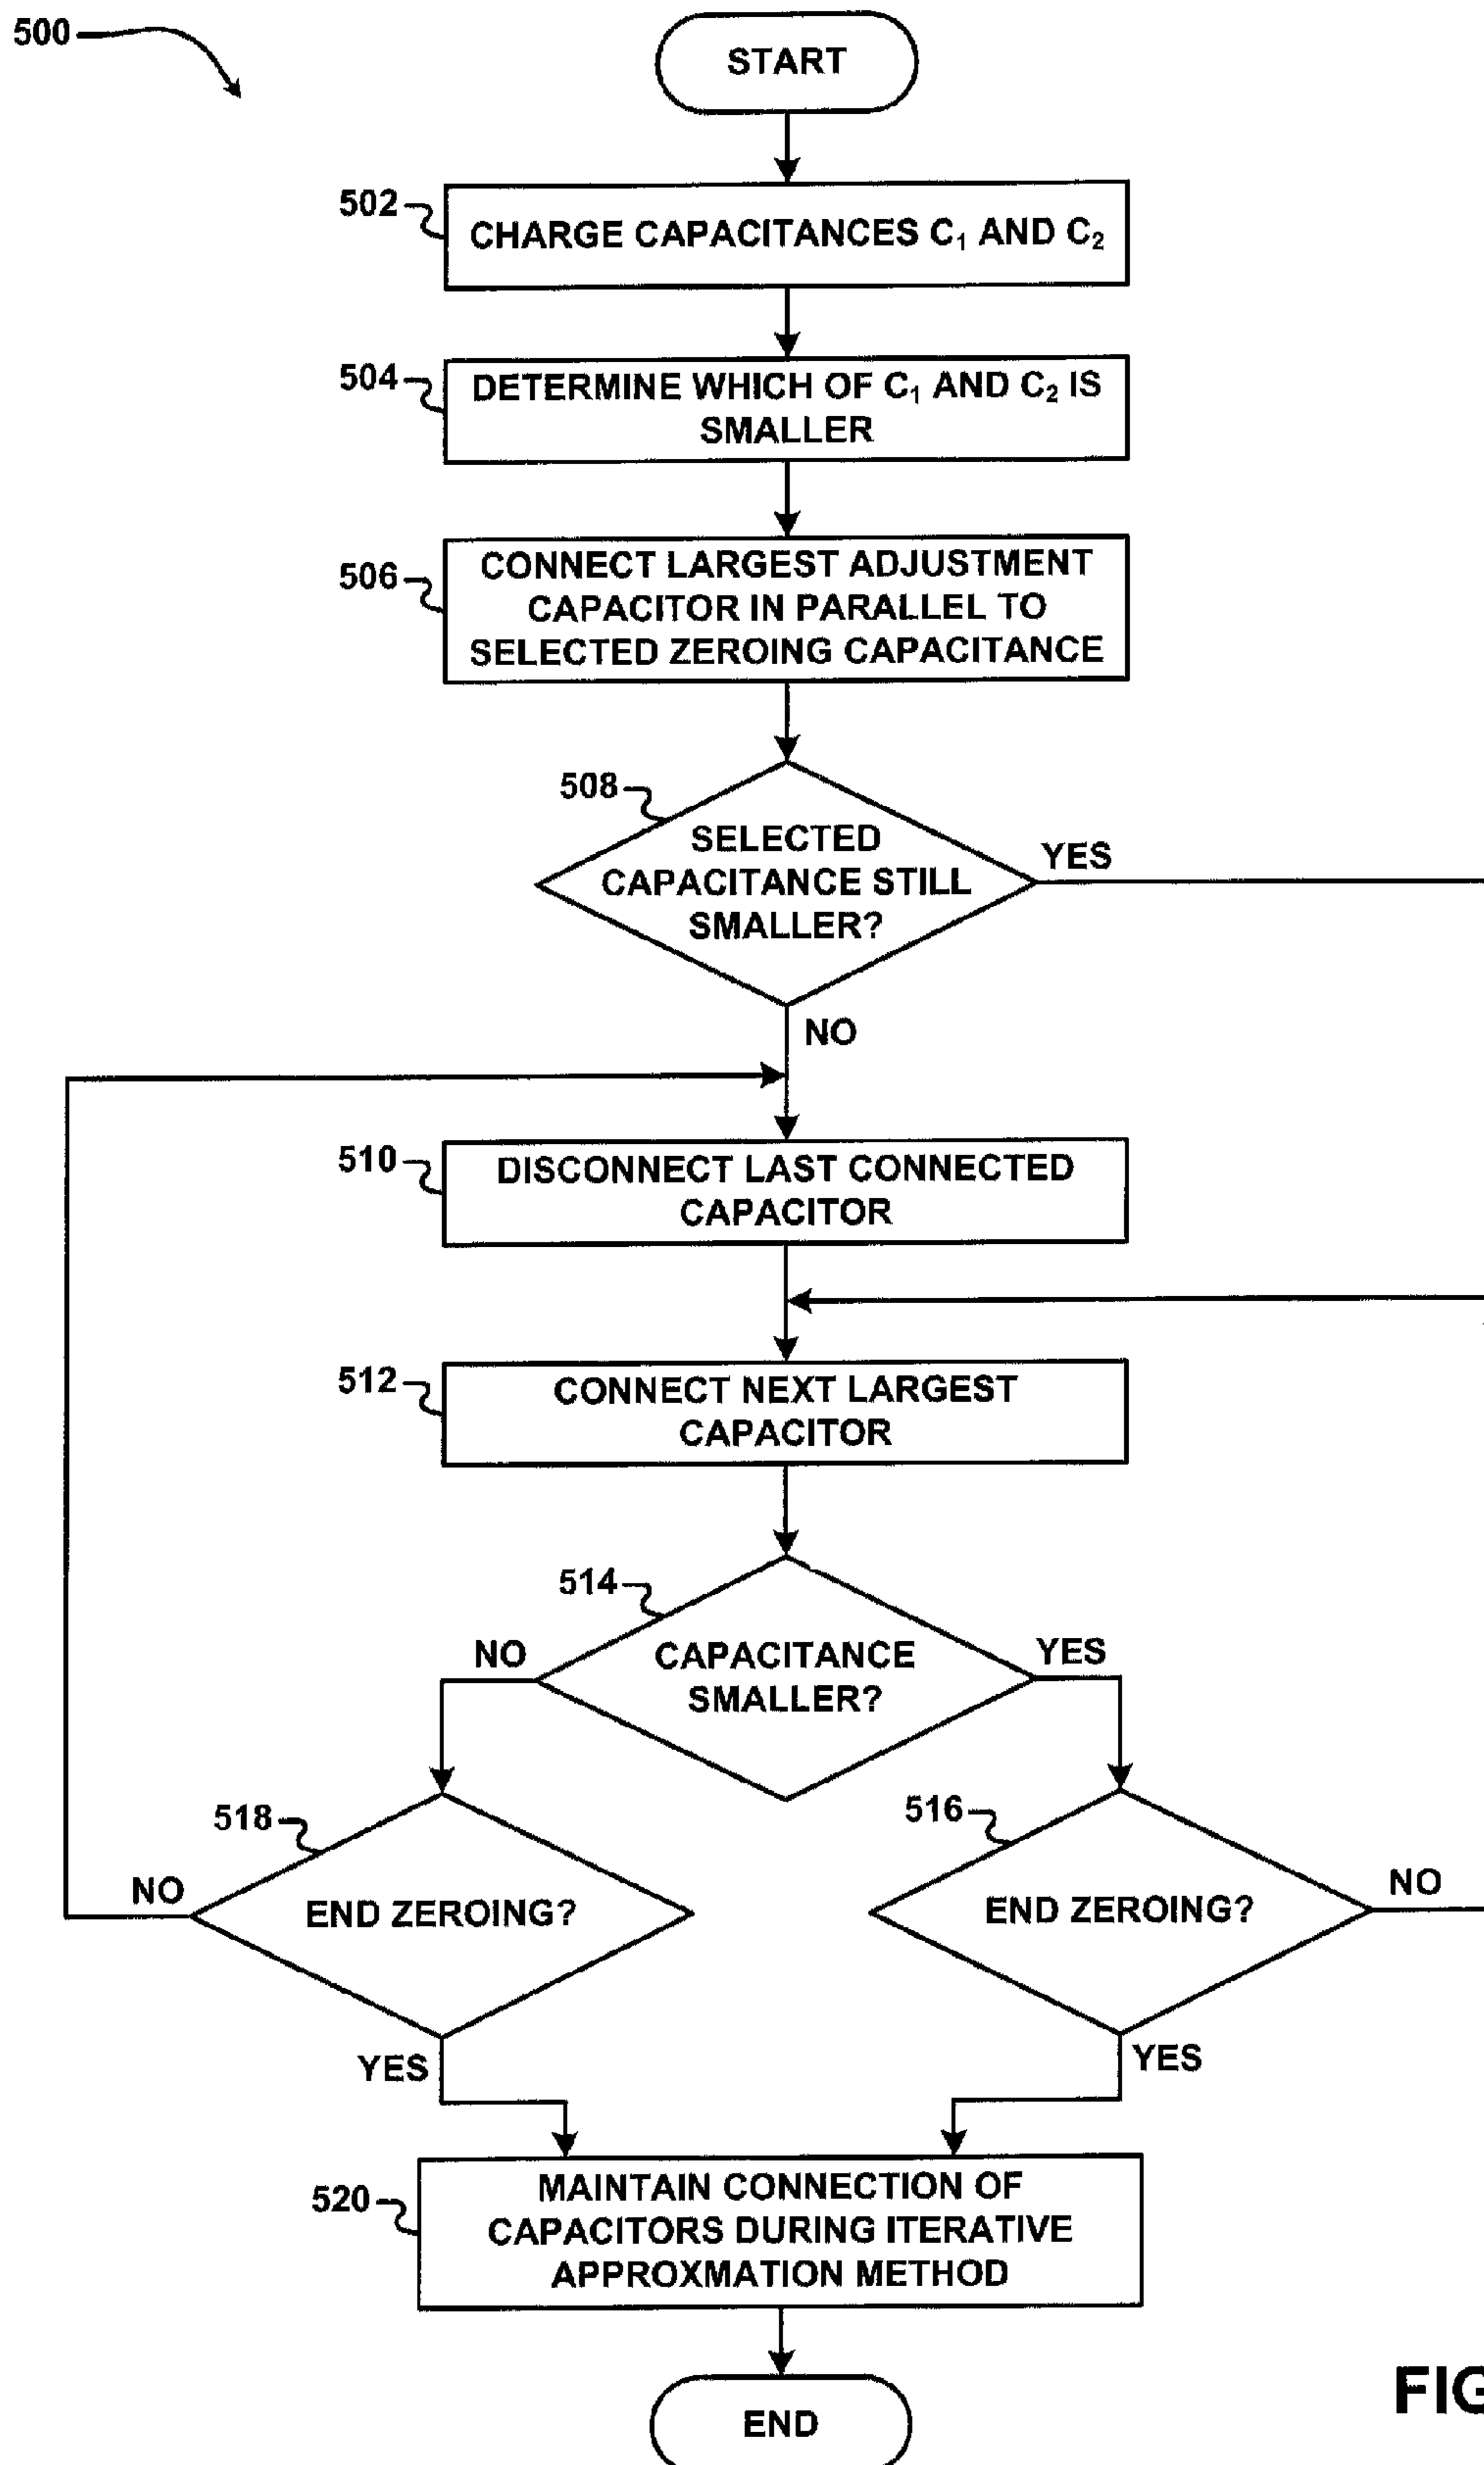 500
START
502
CHARGE CAPACITANCES C₁ AND C₂
504
DETERMINE WHICH OF C₁ AND C₂ IS
SMALLER
506
CONNECT LARGEST ADJUSTMENT
CAPACITOR IN PARALLEL TO
SELECTED ZEROING CAPACITANCE
508
SELECTED
CAPACITANCE STILL
SMALLER?
YES
NO
510
DISCONNECT LAST CONNECTED
CAPACITOR
512
CONNECT NEXT LARGEST
CAPACITOR
514
CAPACITANCE
SMALLER?
NO
YES
518
END ZEROING?
NO
YES
516
END ZEROING?
NO
YES
520
MAINTAIN CONNECTION OF
CAPACITORS DURING ITERATIVE
APPROXMATION METHOD
END
FIG